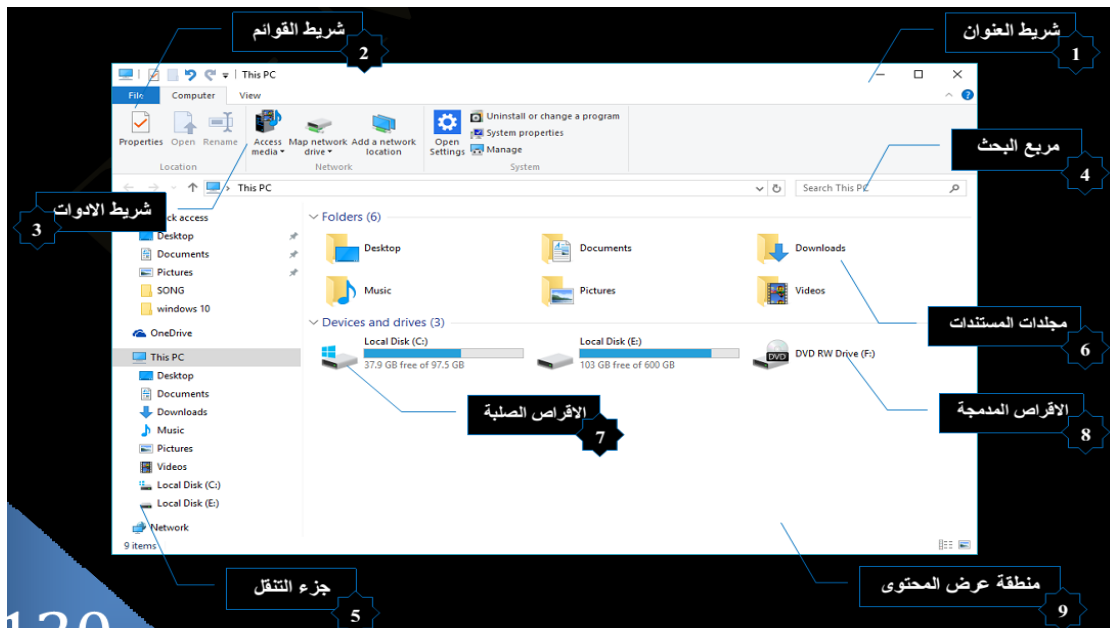 شريط القوائم
2
شريط العنوان
1
This PC
File Computer View
Properties Open Rename
Access media
Map network drive
Add a network location
Open Settings
Uninstall or change a program
System properties
Manage
Location Network System
مربع البحث
4
This PC
Search This PC
شريط الادوات
3
ck access
Desktop
Documents
Pictures
SONG
windows 10
OneDrive
This PC
Desktop
Documents
Downloads
Music
Pictures
Videos
Local Disk (C:)
Local Disk (E:)
Network
9 items
Folders (6)
Desktop Documents Downloads
Music Pictures Videos
Devices and drives (3)
Local Disk (C:)
37.9 GB free of 97.5 GB
Local Disk (E:)
103 GB free of 600 GB
DVD RW Drive (F:)
DVD
مجلدات المستندات
6
الاقراص الصلبة
7
الاقراص المدمجة
8
جزء التنقل
5
منطقة عرض المحتوى
9